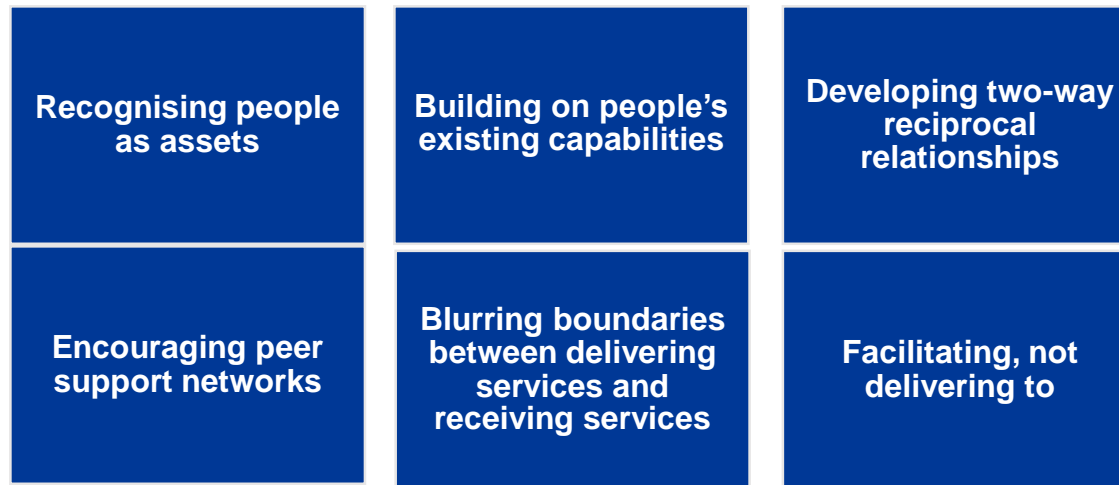 Recognising people
as assets
Building on people’s
existing capabilities
Developing two-way
reciprocal
relationships
Encouraging peer
support networks
Blurring boundaries
between delivering
services and
receiving services
Facilitating, not
delivering to